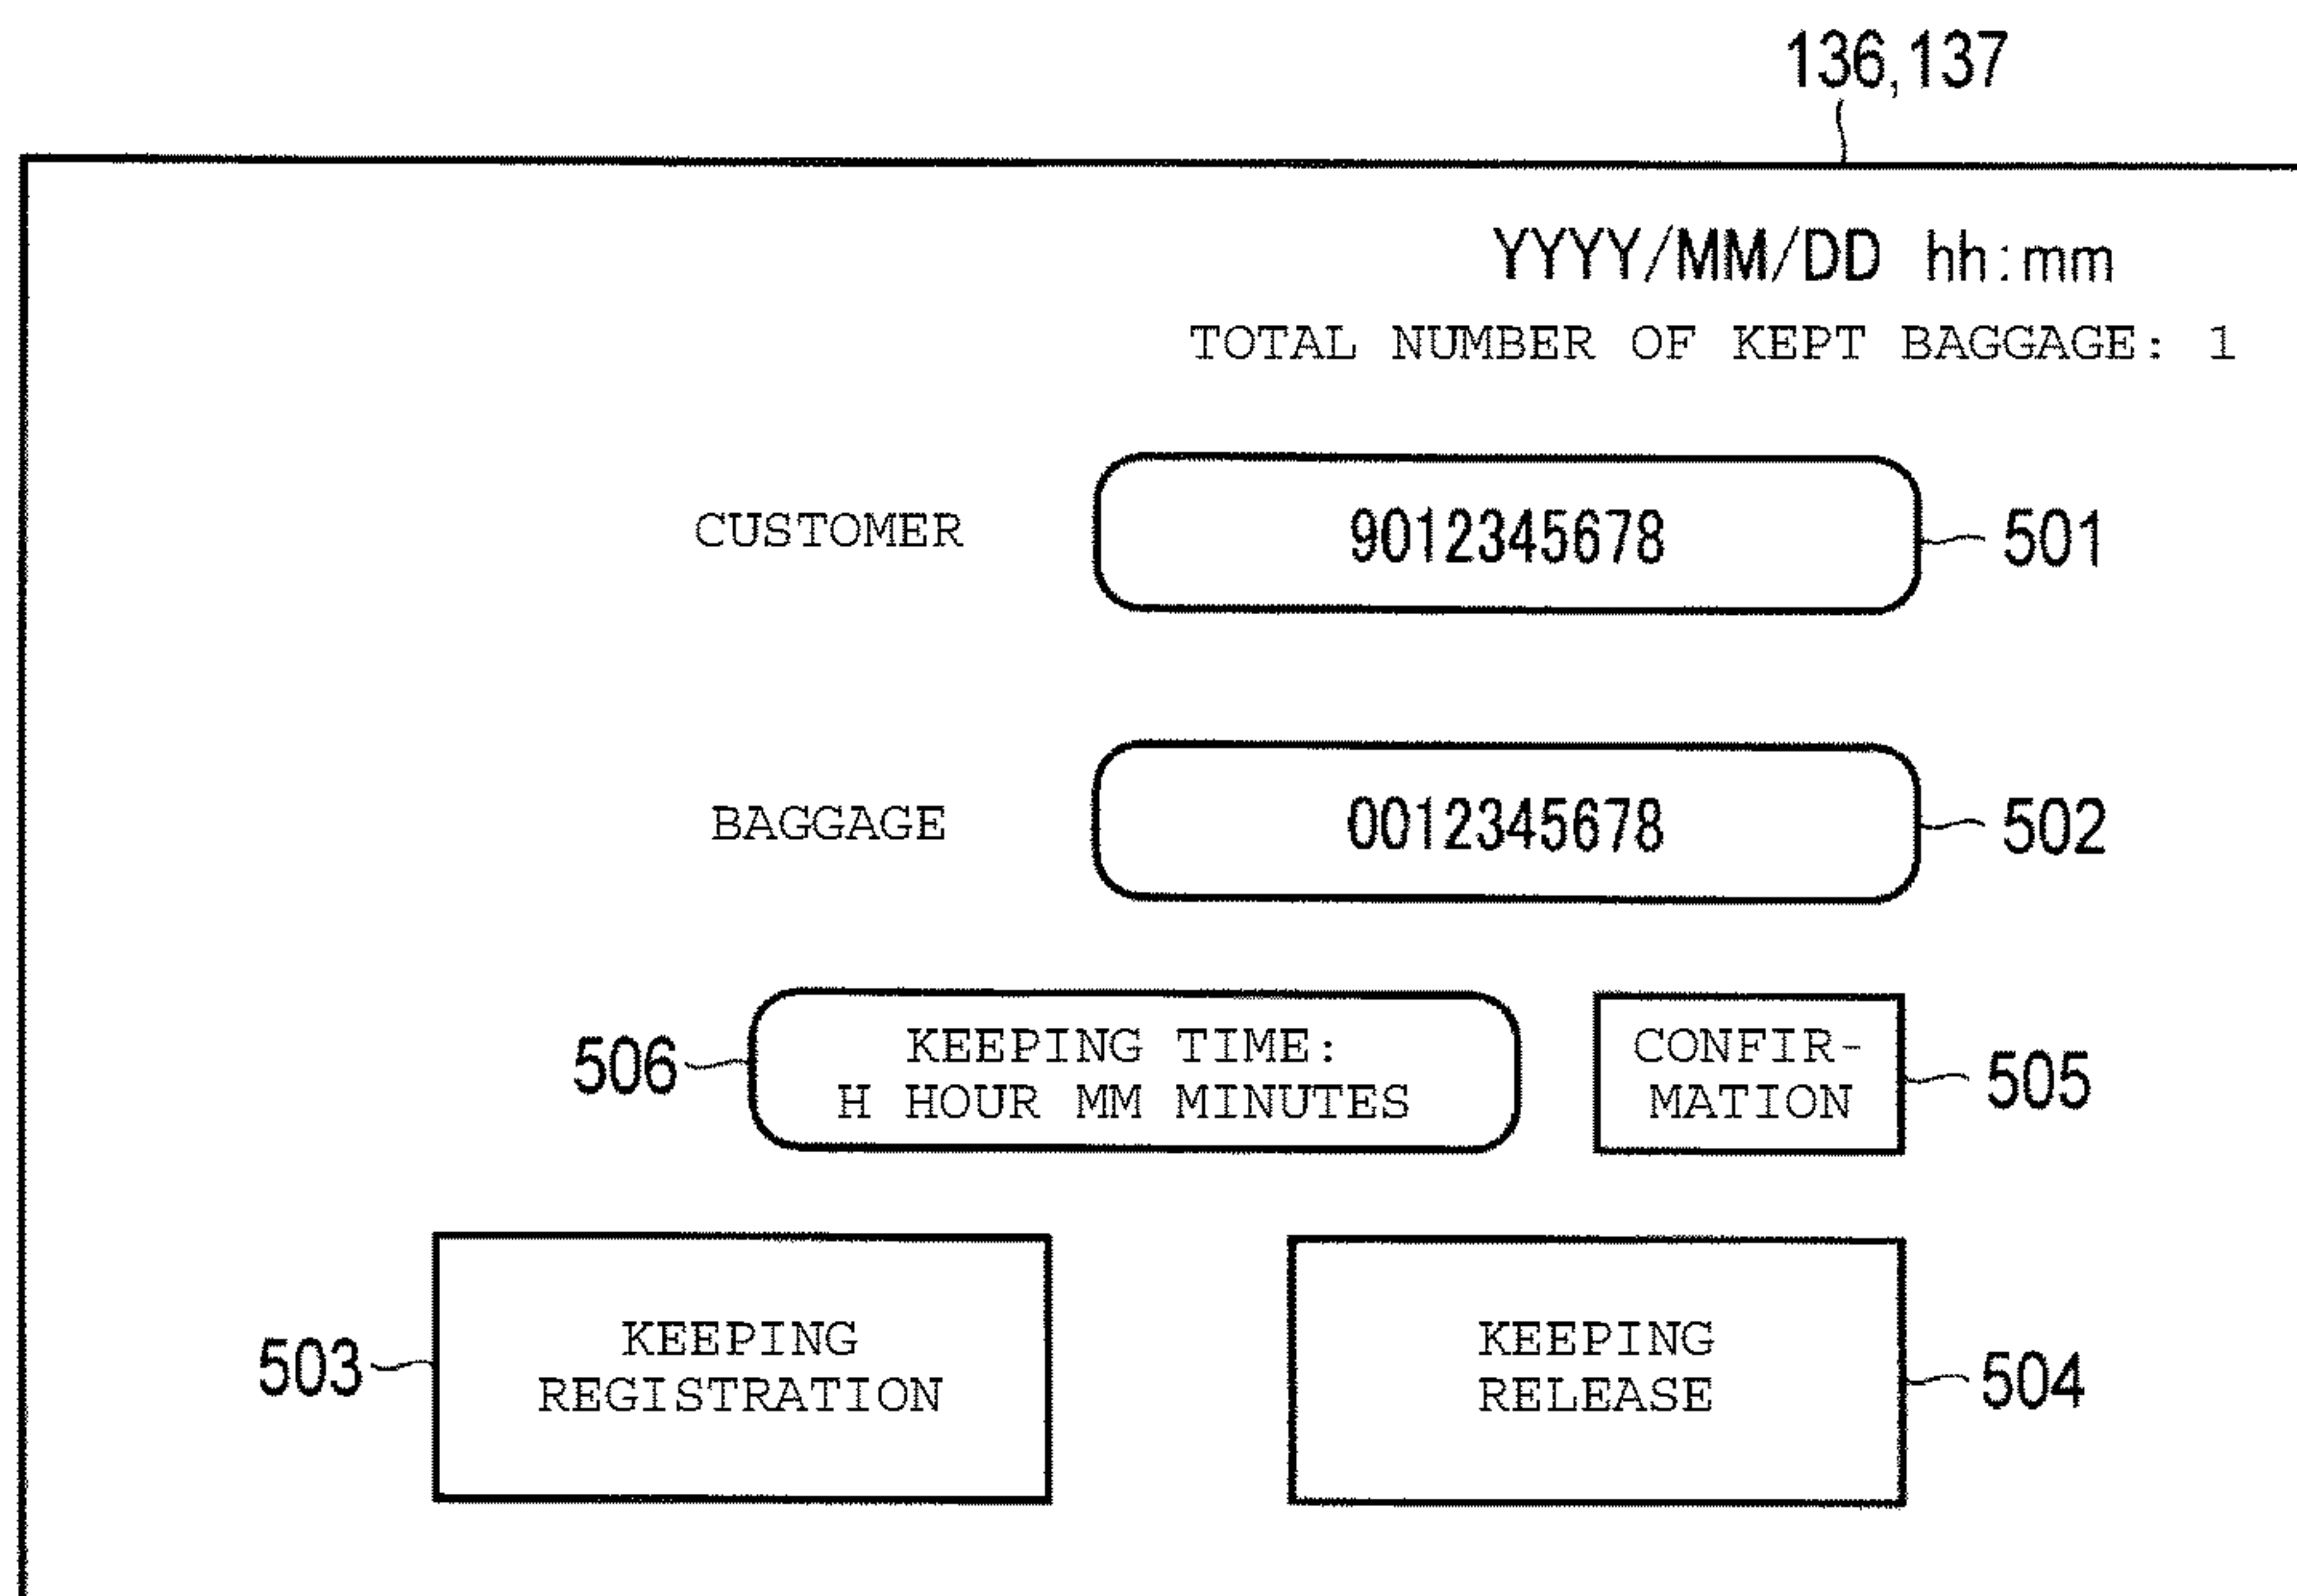 136,137
YYYY/MM/DD hh:mm
TOTAL NUMBER OF KEPT BAGGAGE: 1
CUSTOMER 9012345678 501
BAGGAGE 0012345678 502
506 KEEPING TIME:
H HOUR MM MINUTES
CONFIR-
MATION 505
503 KEEPING
REGISTRATION
KEEPING
RELEASE 504